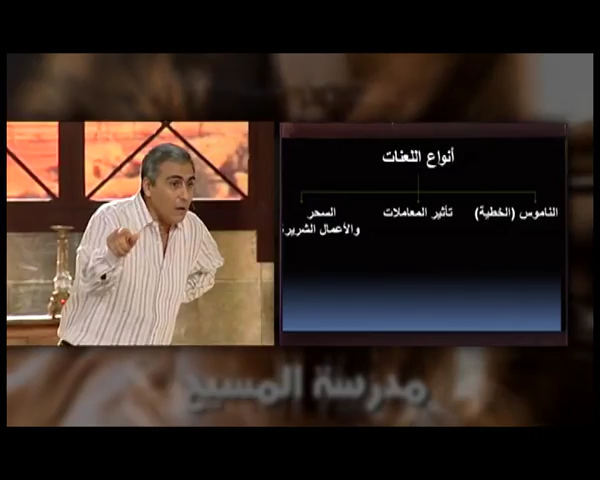 أنواع اللعنات
الناموس (الخطية)
تأثير المعاملات
السحر
والأعمال الشريرة
مدرسة المسيح